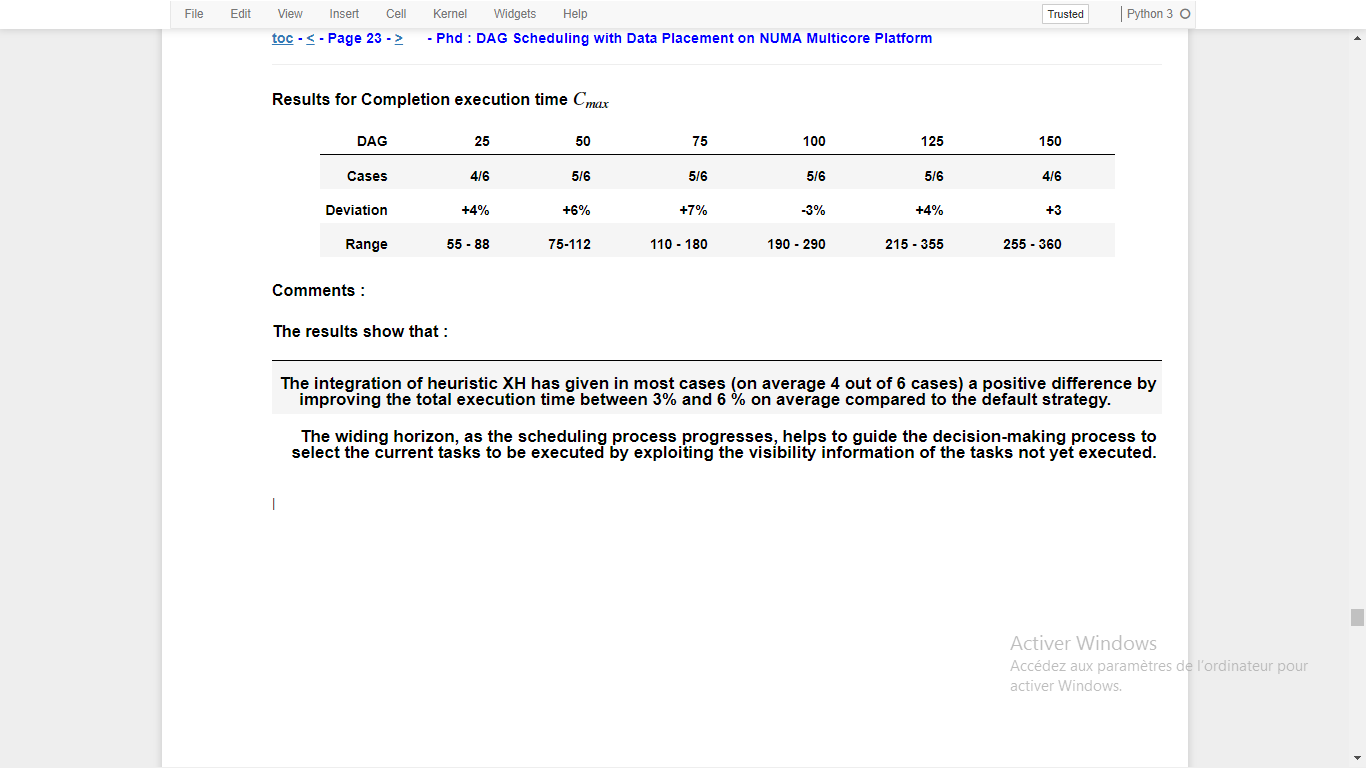 File Edit View Insert Cell Kernel Widgets Help Trusted Python 3
toc - < - Page 23 - > - Phd : DAG Scheduling with Data Placement on NUMA Multicore Platform
Results for Completion execution time Cmax
DAG 25 50 75 100 125 150
Cases 4/6 5/6 5/6 5/6 5/6 4/6
Deviation +4% +6% +7% -3% +4% +3
Range 55 - 88 75-112 110 - 180 190 - 290 215 - 355 255 - 360
Comments :
The results show that :
The integration of heuristic XH has given in most cases (on average 4 out of 6 cases) a positive difference by
improving the total execution time between 3% and 6 % on average compared to the default strategy.
The widing horizon, as the scheduling process progresses, helps to guide the decision-making process to
select the current tasks to be executed by exploiting the visibility information of the tasks not yet executed.
Activer Windows
Accédez aux paramètres de l'ordinateur pour
activer Windows.